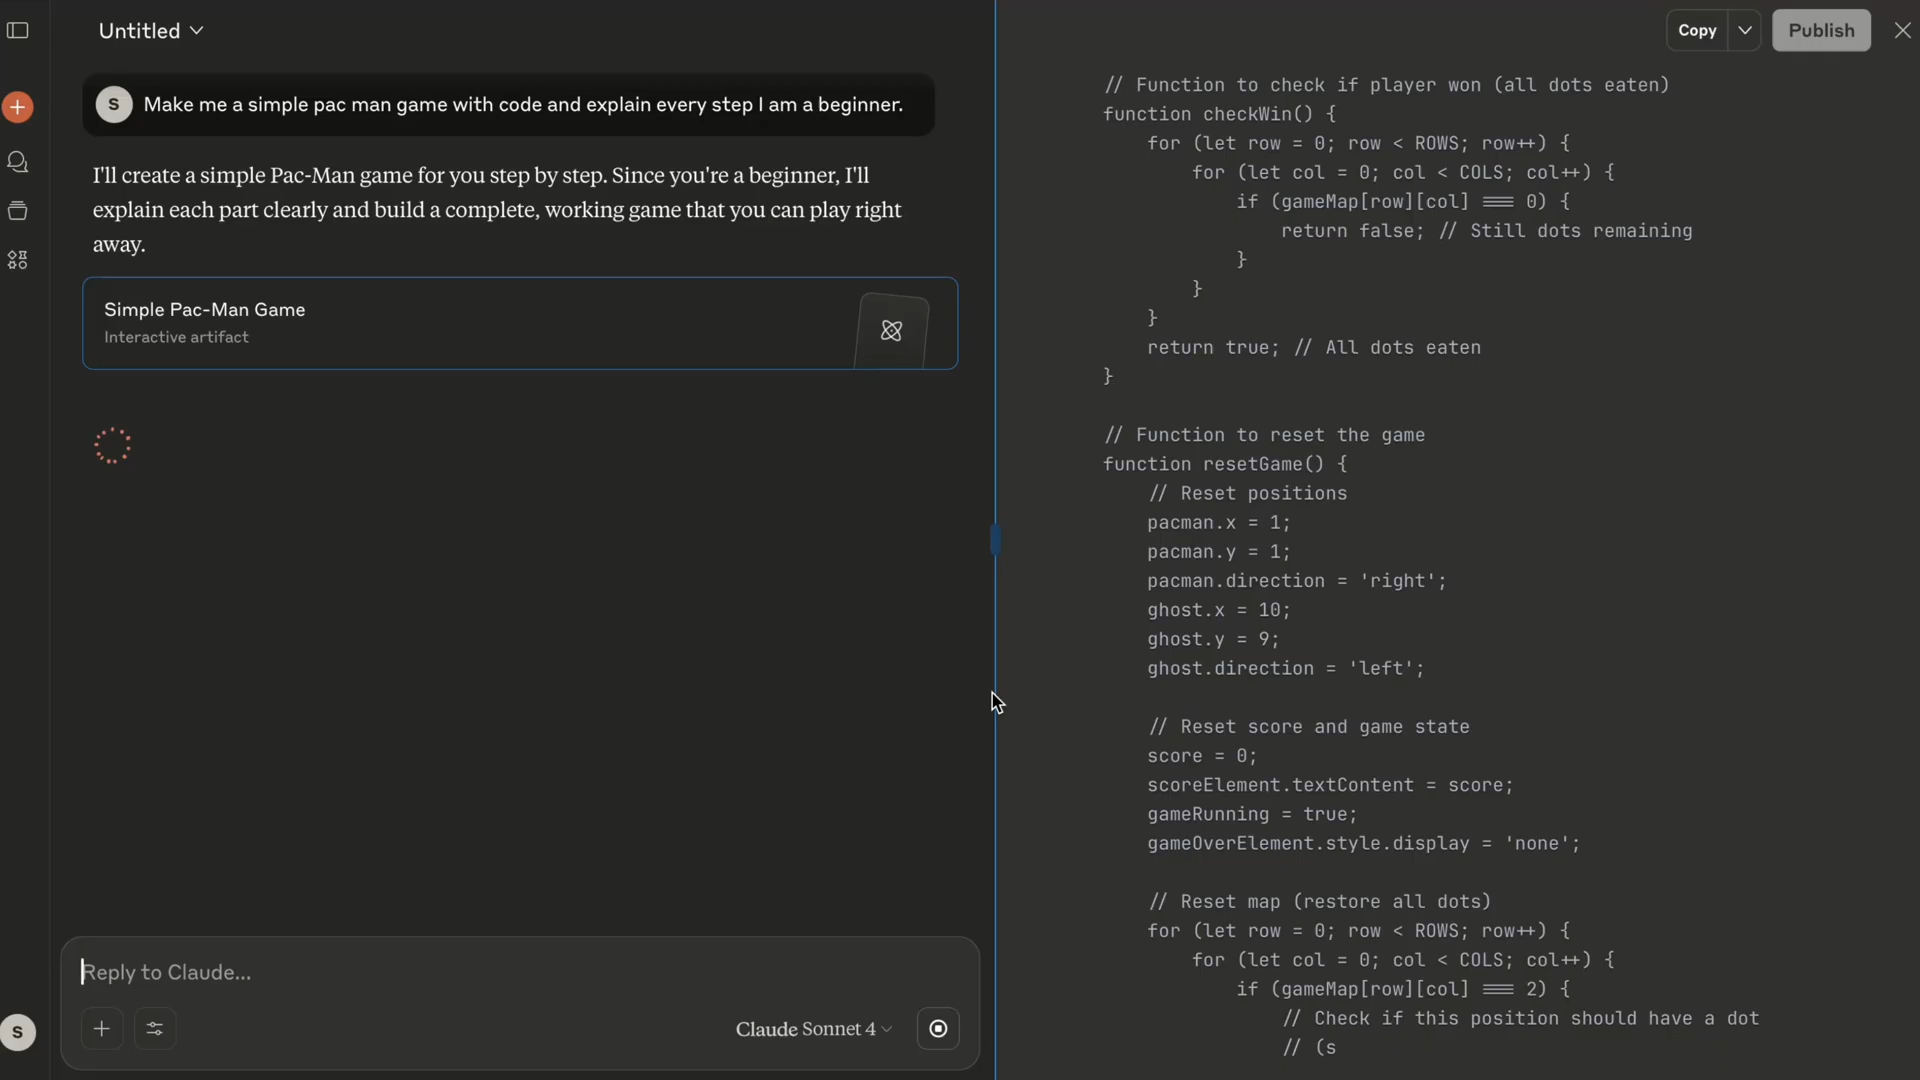 Untitled
S
Make me a simple pac man game with code and explain every step I am a beginner.
I'll create a simple Pac-Man game for you step by step. Since you're a beginner, I'll
explain each part clearly and build a complete, working game that you can play right
away.
Simple Pac-Man Game
Interactive artifact
Reply to Claude...
Claude Sonnet 4
S
Copy
Publish
// Function to check if player won (all dots eaten)
function checkWin() {
for (let row = 0; row < ROWS; row++) {
for (let col = 0; col < COLS; col++) {
if (gameMap[row][col] === 0) {
return false; // Still dots remaining
}
}
}
return true; // All dots eaten
}
// Function to reset the game
function resetGame() {
// Reset positions
pacman.x = 1;
pacman.y = 1;
pacman.direction = 'right';
ghost.x = 10;
ghost.y = 9;
ghost.direction = 'left';
// Reset score and game state
score = 0;
scoreElement.textContent = score;
gameRunning = true;
gameOverElement.style.display = 'none';
// Reset map (restore all dots)
for (let row = 0; row < ROWS; row++) {
for (let col = 0; col < COLS; col++) {
if (gameMap[row][col] === 2) {
// Check if this position should have a dot
// (s